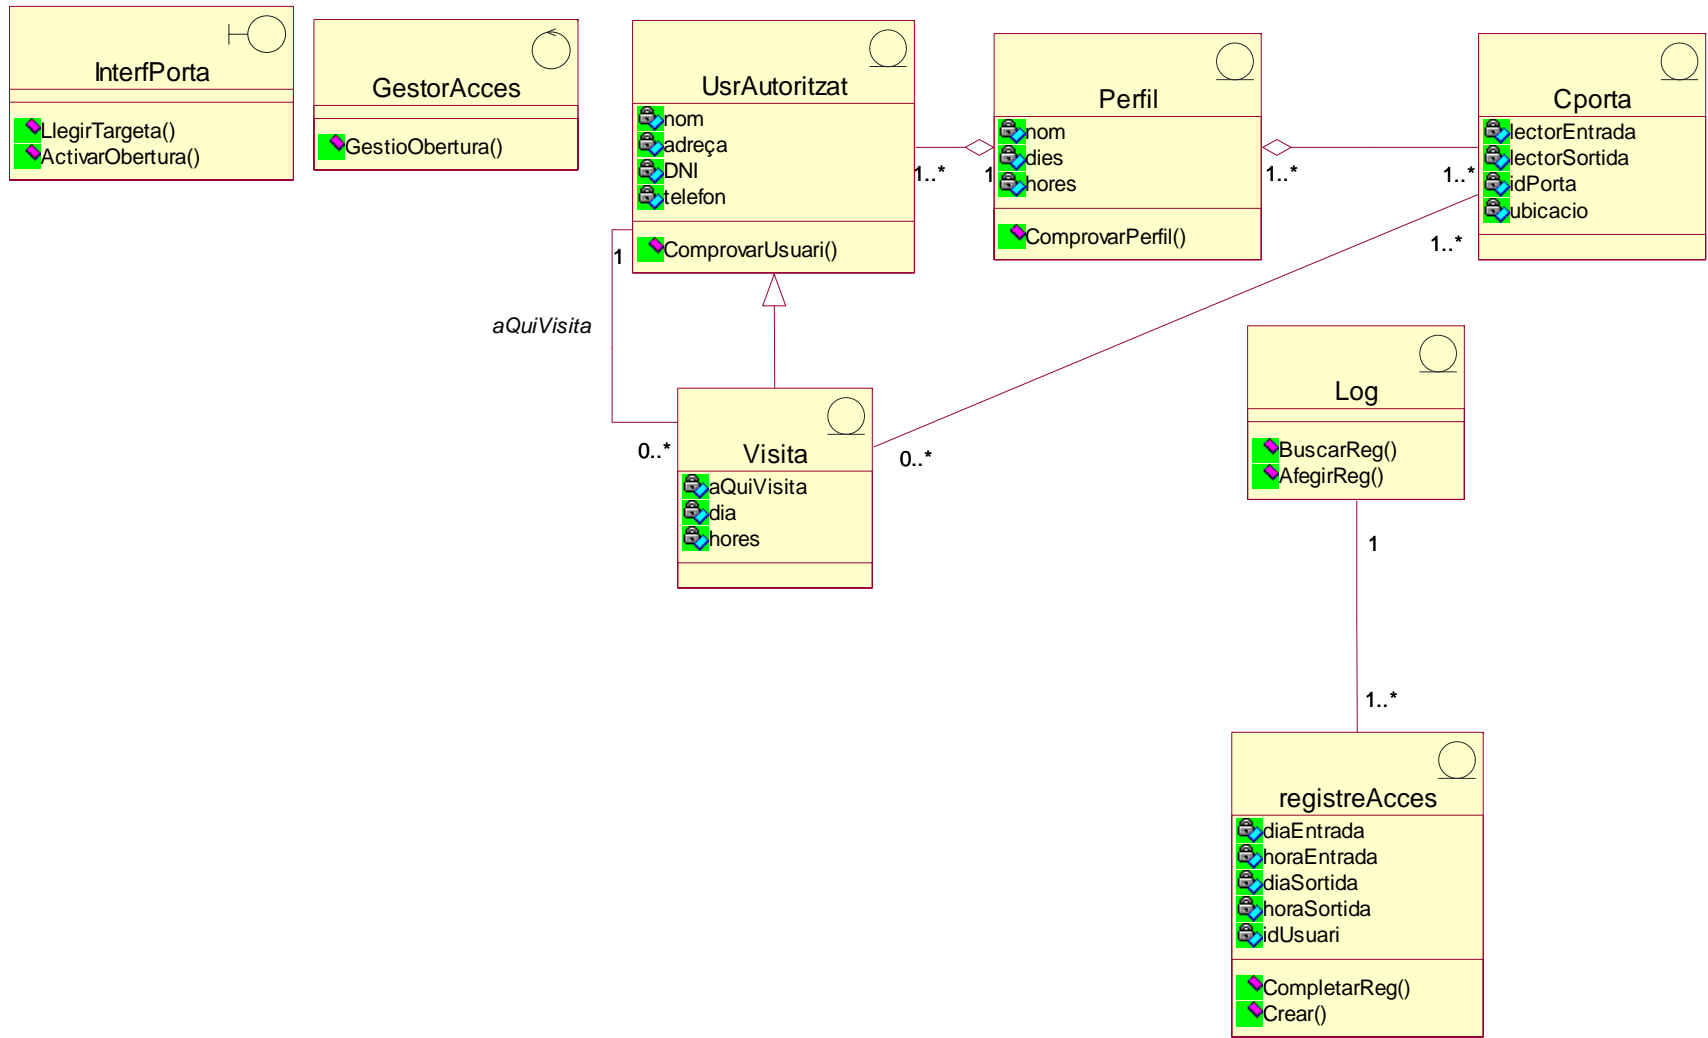 InterfPorta
LlegirTargeta()
ActivarObertura()
GestorAcces
GestioObertura()
UsrAutoritzat
nom
adreça
DNI
telefon
ComprovarUsuari()
1..*
1
Perfil
nom
dies
hores
ComprovarPerfil()
1..*
1..*
Cporta
lectorEntrada
lectorSortida
idPorta
ubicacio
1..*
1
aQuiVisita
0..*
Visita
aQuiVisita
dia
hores
0..*
Log
BuscarReg()
AfegirReg()
1
1..*
registreAcces
diaEntrada
horaEntrada
diaSortida
horaSortida
idUsuari
CompletarReg()
Crear()